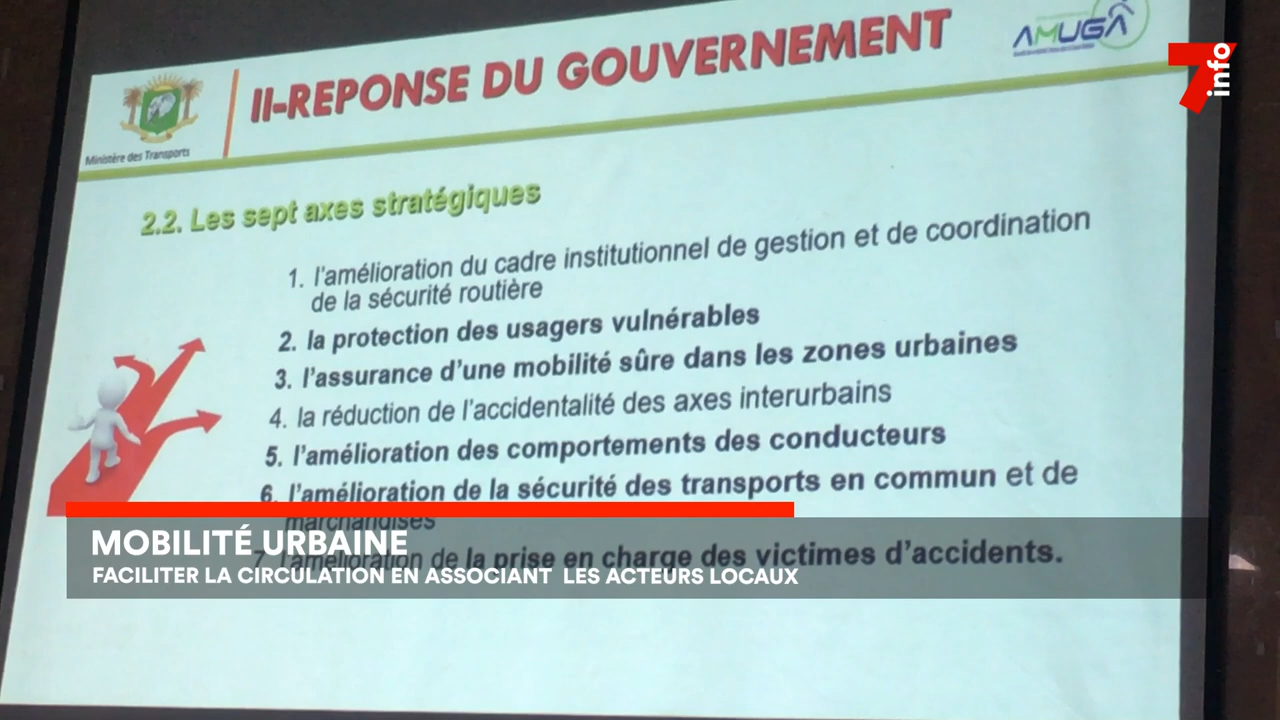 II-REPONSE DU GOUVERNEMENT
AMUGA
7info
Ministère des Transports
2.2. Les sept axes stratégiques
1. l'amélioration du cadre institutionnel de gestion et de coordination
de la sécurité routière
2. la protection des usagers vulnérables
3. l'assurance d'une mobilité sûre dans les zones urbaines
4. la réduction de l'accidentalité des axes interurbains
5. l'amélioration des comportements des conducteurs
6. l'amélioration de la sécurité des transports en commun et de
marchandises
7. l'amélioration de la prise en charge des victimes d'accidents.
MOBILITÉ URBAINE
FACILITER LA CIRCULATION EN ASSOCIANT LES ACTEURS LOCAUX